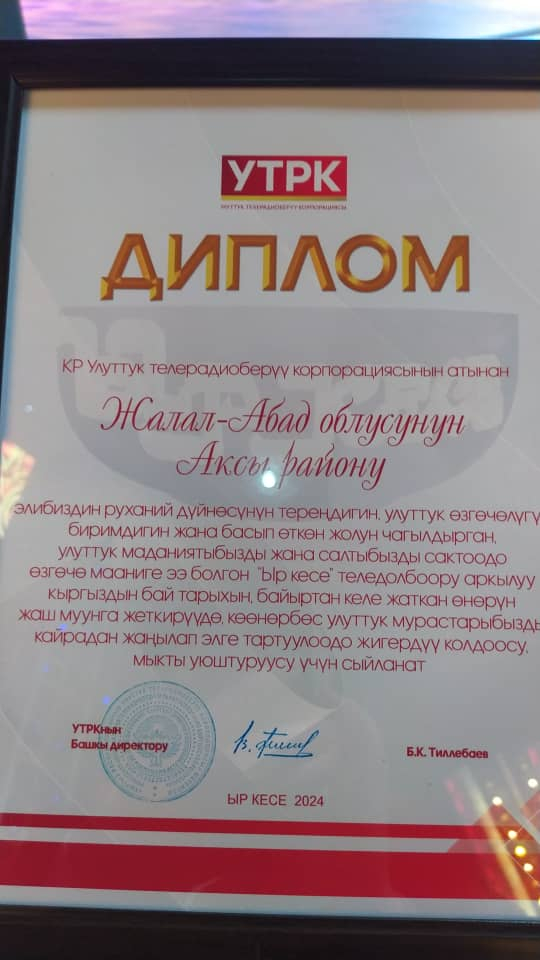 УТРК
УЛУТТУК ТЕЛЕРАДИОБЕРҮҮ КОРПОРАЦИЯСЫ
ДИПЛОМ
КР Улуттук телерадиоберүү корпорациясынын атынан
Жалал-Абад облусунун
Аксы району
элибиздин руханий дүйнөсүнүн тереңдигин, улуттук өзгөчөлүгү
биримдигин жана басып өткөн жолун чагылдырган,
улуттук маданиятыбызды жана салтыбызды сактоодо
өзгөчө мааниге ээ болгон "Ыр кесе" теледолбоору аркылуу
кыргыздын бай тарыхын, байыртан келе жаткан өнөрүн
жаш муунга жеткирүүдө, көөнөрбөс улуттук мурастарыбызды
кайрадан жаңылап элге тартуулоодо жигердүү колдоосу,
мыкты уюштуруусу үчүн сыйланат
УТРКнын
Башкы директору
Б.К. Тиллебаев
ЫР КЕСЕ 2024